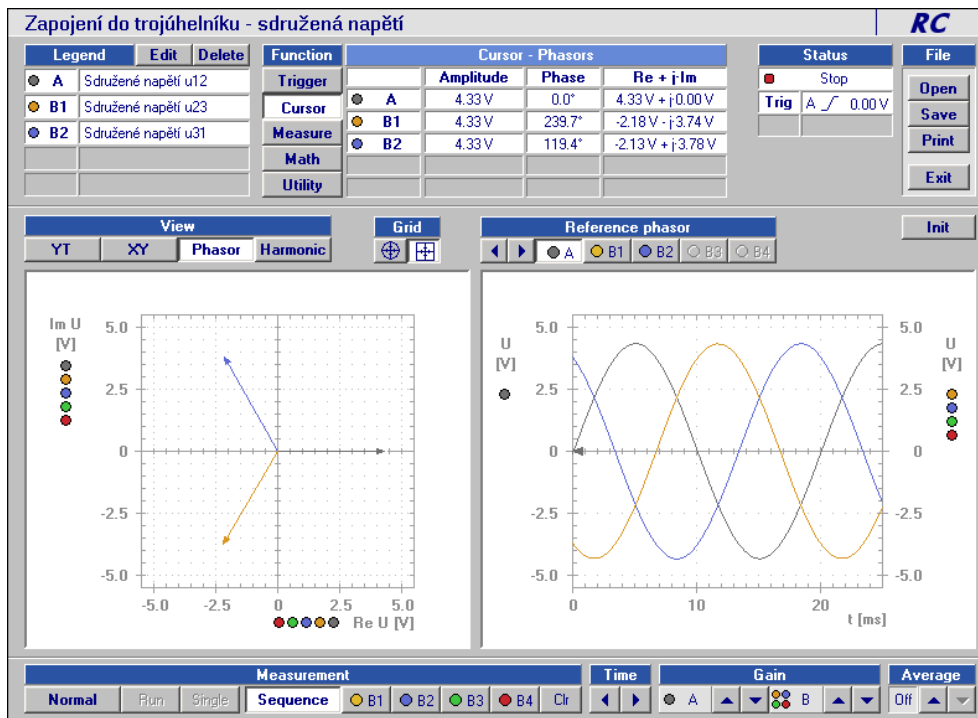 Zapojení do trojúhelníku - sdružená napětí
RC
Legend Edit Delete
A Sdružené napětí u12
B1 Sdružené napětí u23
B2 Sdružené napětí u31
Function
Trigger
Cursor
Measure
Math
Utility
Cursor - Phasors
Amplitude Phase Re + j·Im
A 4.33 V 0.0° 4.33 V + j·0.00 V
B1 4.33 V 239.7° -2.18 V - j·3.74 V
B2 4.33 V 119.4° -2.13 V + j·3.78 V
Status
Stop
Trig A 0.00 V
File
Open
Save
Print
Exit
View
YT XY Phasor Harmonic
Grid
Reference phasor
A B1 B2 B3 B4
Init
Im U
[V]
5.0
2.5
0
-2.5
-5.0
-5.0 -2.5 0 2.5 5.0
Re U [V]
U
[V]
5.0
2.5
0
-2.5
-5.0
0 10 20
t [ms]
5.0
2.5
0
-2.5
-5.0
U
[V]
Measurement
Normal Run Single Sequence B1 B2 B3 B4 Clr
Time
Gain
A B
Average
Off